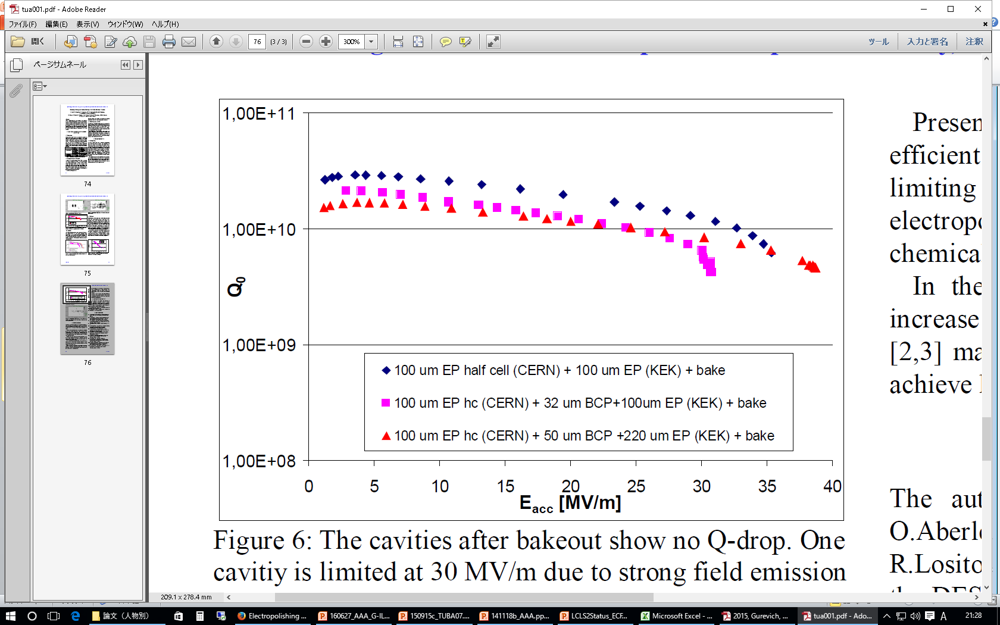 tua001.pdf - Adobe Reader
ファイル(F) 編集(E) 表示(V) ウィンドウ(W) ヘルプ(H)
開く 76 (3 / 3) 300% ツール 入力と署名 注釈
ページサムネール
74
75
76
1,00E+11
1,00E+10
1,00E+09
1,00E+08
Q0
0 5 10 15 20 25 30 35 40
Eacc [MV/m]
100 um EP half cell (CERN) + 100 um EP (KEK) + bake
100 um EP hc (CERN) + 32 um BCP+100um EP (KEK) + bake
100 um EP hc (CERN) + 50 um BCP +220 um EP (KEK) + bake
Figure 6: The cavities after bakeout show no Q-drop. One
cavitiy is limited at 30 MV/m due to strong field emission
Presen
efficient
limiting
electropo
chemica
In the
increase
[2,3] ma
achieve
The aut
O.Aberle
R.Losito
209.1 x 278.4 mm
論文（人物別） Electropolishing ... 160627_AAA_G-IL... 150915c_TUBA07.... 141118b_AAA.pp... LCLS2Status_ECF... Microsoft Excel - ... 2015, Gurevich, ... tua001.pdf - Ado... A 21:28